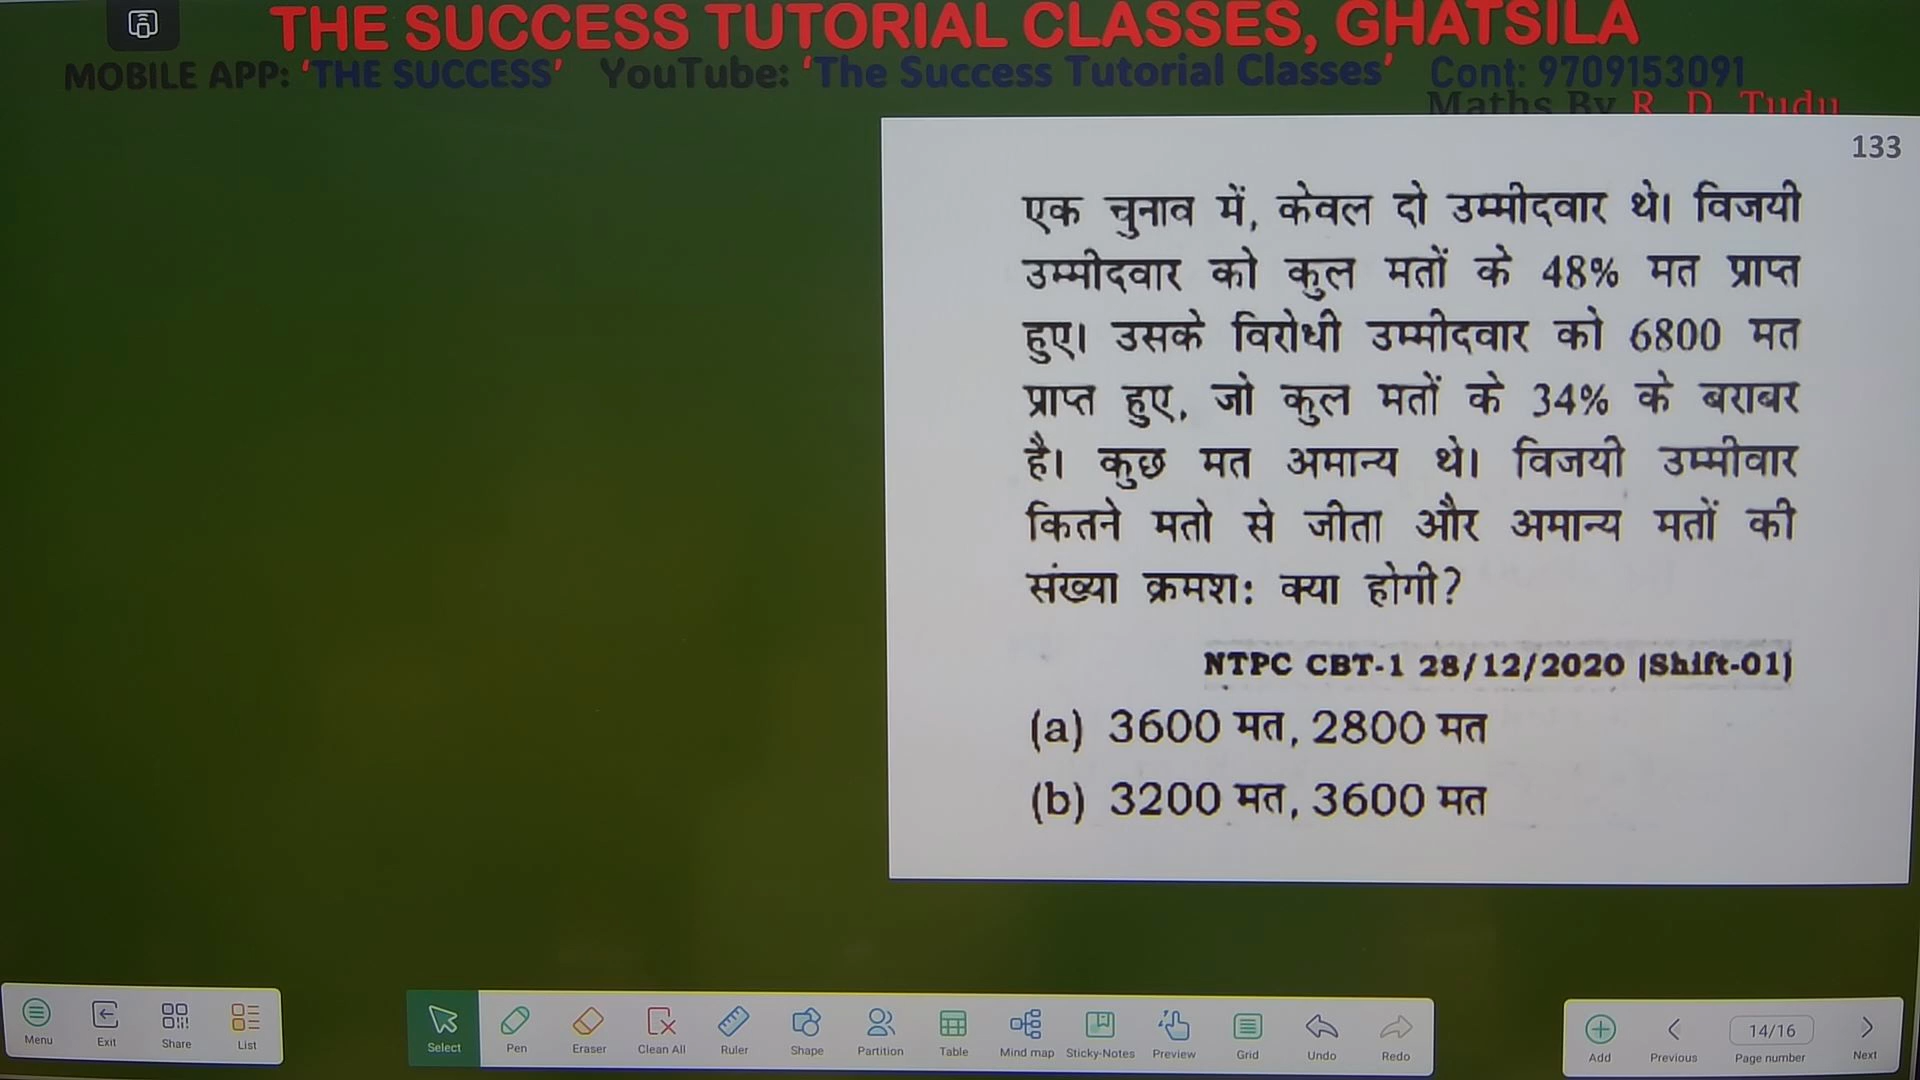 THE SUCCESS TUTORIAL CLASSES, GHATSILA
MOBILE APP: 'THE SUCCESS' YouTube: 'The Success Tutorial Classes' Cont: 9709153091
Maths By R. D. Tudu
133
एक चुनाव में, केवल दो उम्मीदवार थे। विजयी
उम्मीदवार को कुल मतों के 48% मत प्राप्त
हुए। उसके विरोधी उम्मीदवार को 6800 मत
प्राप्त हुए, जो कुल मतों के 34% के बराबर
है। कुछ मत अमान्य थे। विजयी उम्मीवार
कितने मतो से जीता और अमान्य मतों की
संख्या क्रमश: क्या होगी?
NTPC CBT-1 28/12/2020 (Shift-01)
(a) 3600 मत, 2800 मत
(b) 3200 मत, 3600 मत
Menu Exit Share List
Select Pen Eraser Clean All Ruler Shape Partition Table Mind map Sticky-Notes Preview Grid Undo Redo
14/16
Add Previous Page number Next